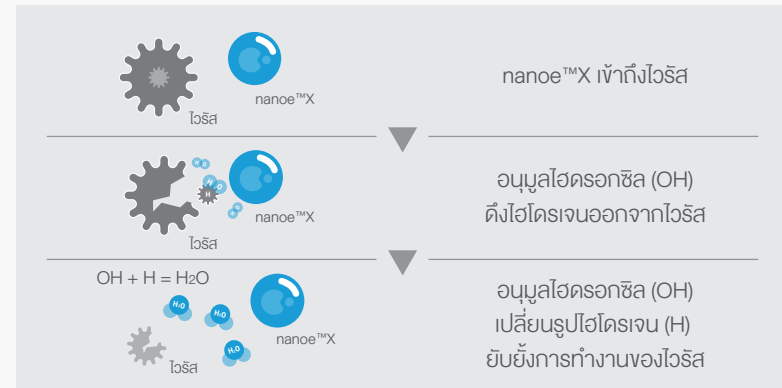 nanoe™X
ไวรัส
nanoe™X เข้าถึงไวรัส
H
H
H₂O
H
nanoe™X
ไวรัส
อนุมูลไฮดรอกซิล (OH)
ดึงไฮโดรเจนออกจากไวรัส
OH + H = H₂O
H₂O
H₂O
H₂O
nanoe™X
ไวรัส
อนุมูลไฮดรอกซิล (OH)
เปลี่ยนรูปไฮโดรเจน (H)
ยับยั้งการทำงานของไวรัส